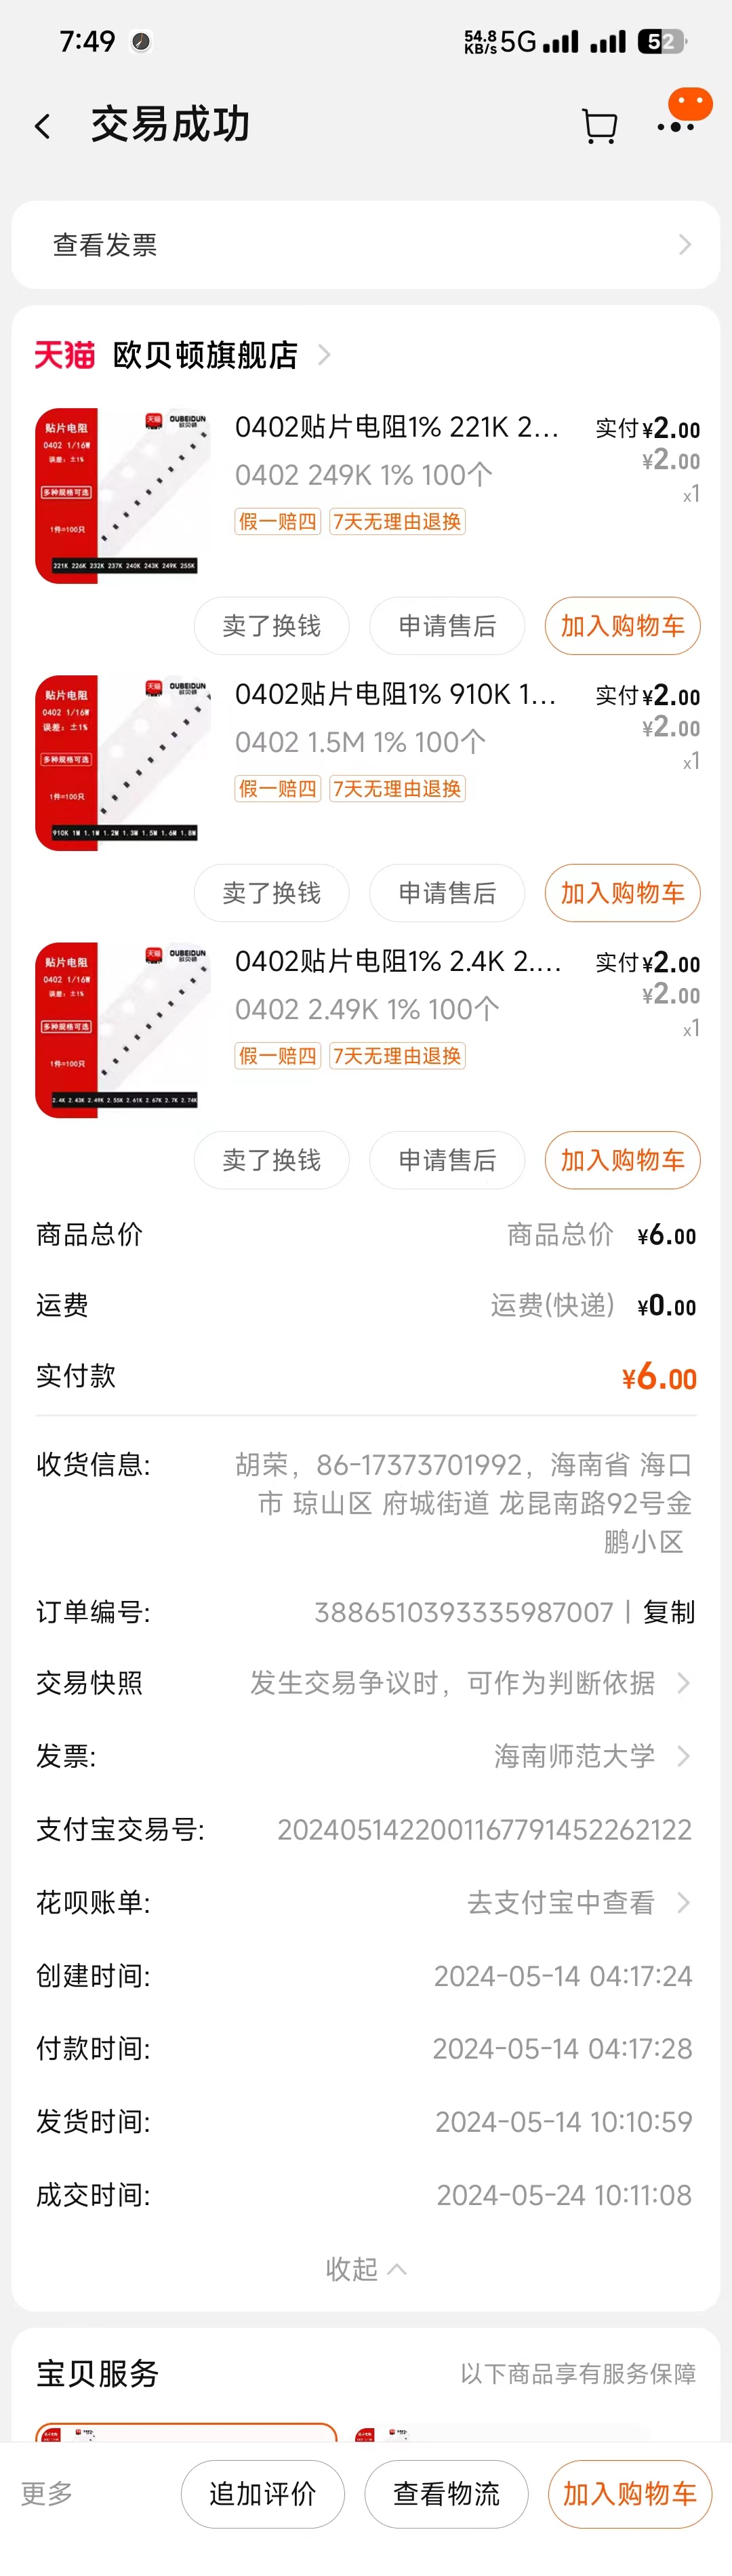 7:49
54.8 KB/s 5G 52
交易成功
查看发票
天猫 欧贝顿旗舰店
贴片电阻
0402 1/16W
误差：±1%
多种规格可选
1件=100只
天猫 OUBEIDUN 欧贝顿
221K 226K 232K 237K 240K 243K 249K 255K
0402贴片电阻1% 221K 2... 实付¥2.00
¥2.00
0402 249K 1% 100个
x1
假一赔四 7天无理由退换
卖了换钱 申请售后 加入购物车
贴片电阻
0402 1/16W
误差：±1%
多种规格可选
1件=100只
天猫 OUBEIDUN 欧贝顿
910K 1M 1.1M 1.2M 1.3M 1.5M 1.6M 1.8M
0402贴片电阻1% 910K 1... 实付¥2.00
¥2.00
0402 1.5M 1% 100个
x1
假一赔四 7天无理由退换
卖了换钱 申请售后 加入购物车
贴片电阻
0402 1/16W
误差：±1%
多种规格可选
1件=100只
天猫 OUBEIDUN 欧贝顿
2.4K 2.43K 2.49K 2.55K 2.61K 2.67K 2.7K 2.74K
0402贴片电阻1% 2.4K 2.... 实付¥2.00
¥2.00
0402 2.49K 1% 100个
x1
假一赔四 7天无理由退换
卖了换钱 申请售后 加入购物车
商品总价 商品总价 ¥6.00
运费 运费(快递) ¥0.00
实付款 ¥6.00
收货信息: 胡荣，86-17373701992，海南省 海口
市 琼山区 府城街道 龙昆南路92号金
鹏小区
订单编号: 3886510393335987007 | 复制
交易快照 发生交易争议时，可作为判断依据
发票: 海南师范大学
支付宝交易号: 2024051422001167791452262122
花呗账单: 去支付宝中查看
创建时间: 2024-05-14 04:17:24
付款时间: 2024-05-14 04:17:28
发货时间: 2024-05-14 10:10:59
成交时间: 2024-05-24 10:11:08
收起
宝贝服务 以下商品享有服务保障
更多 追加评价 查看物流 加入购物车